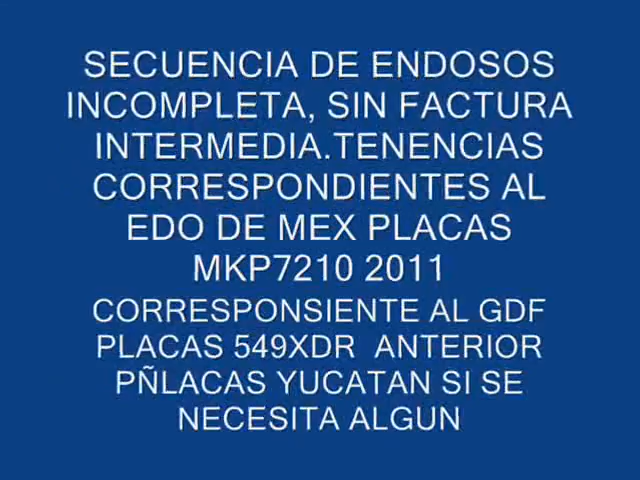 SECUENCIA DE ENDOSOS
INCOMPLETA, SIN FACTURA
INTERMEDIA.TENENCIAS
CORRESPONDIENTES AL
EDO DE MEX PLACAS
MKP7210 2011
CORRESPONSIENTE AL GDF
PLACAS 549XDR  ANTERIOR
PÑLACAS YUCATAN SI SE
NECESITA ALGUN